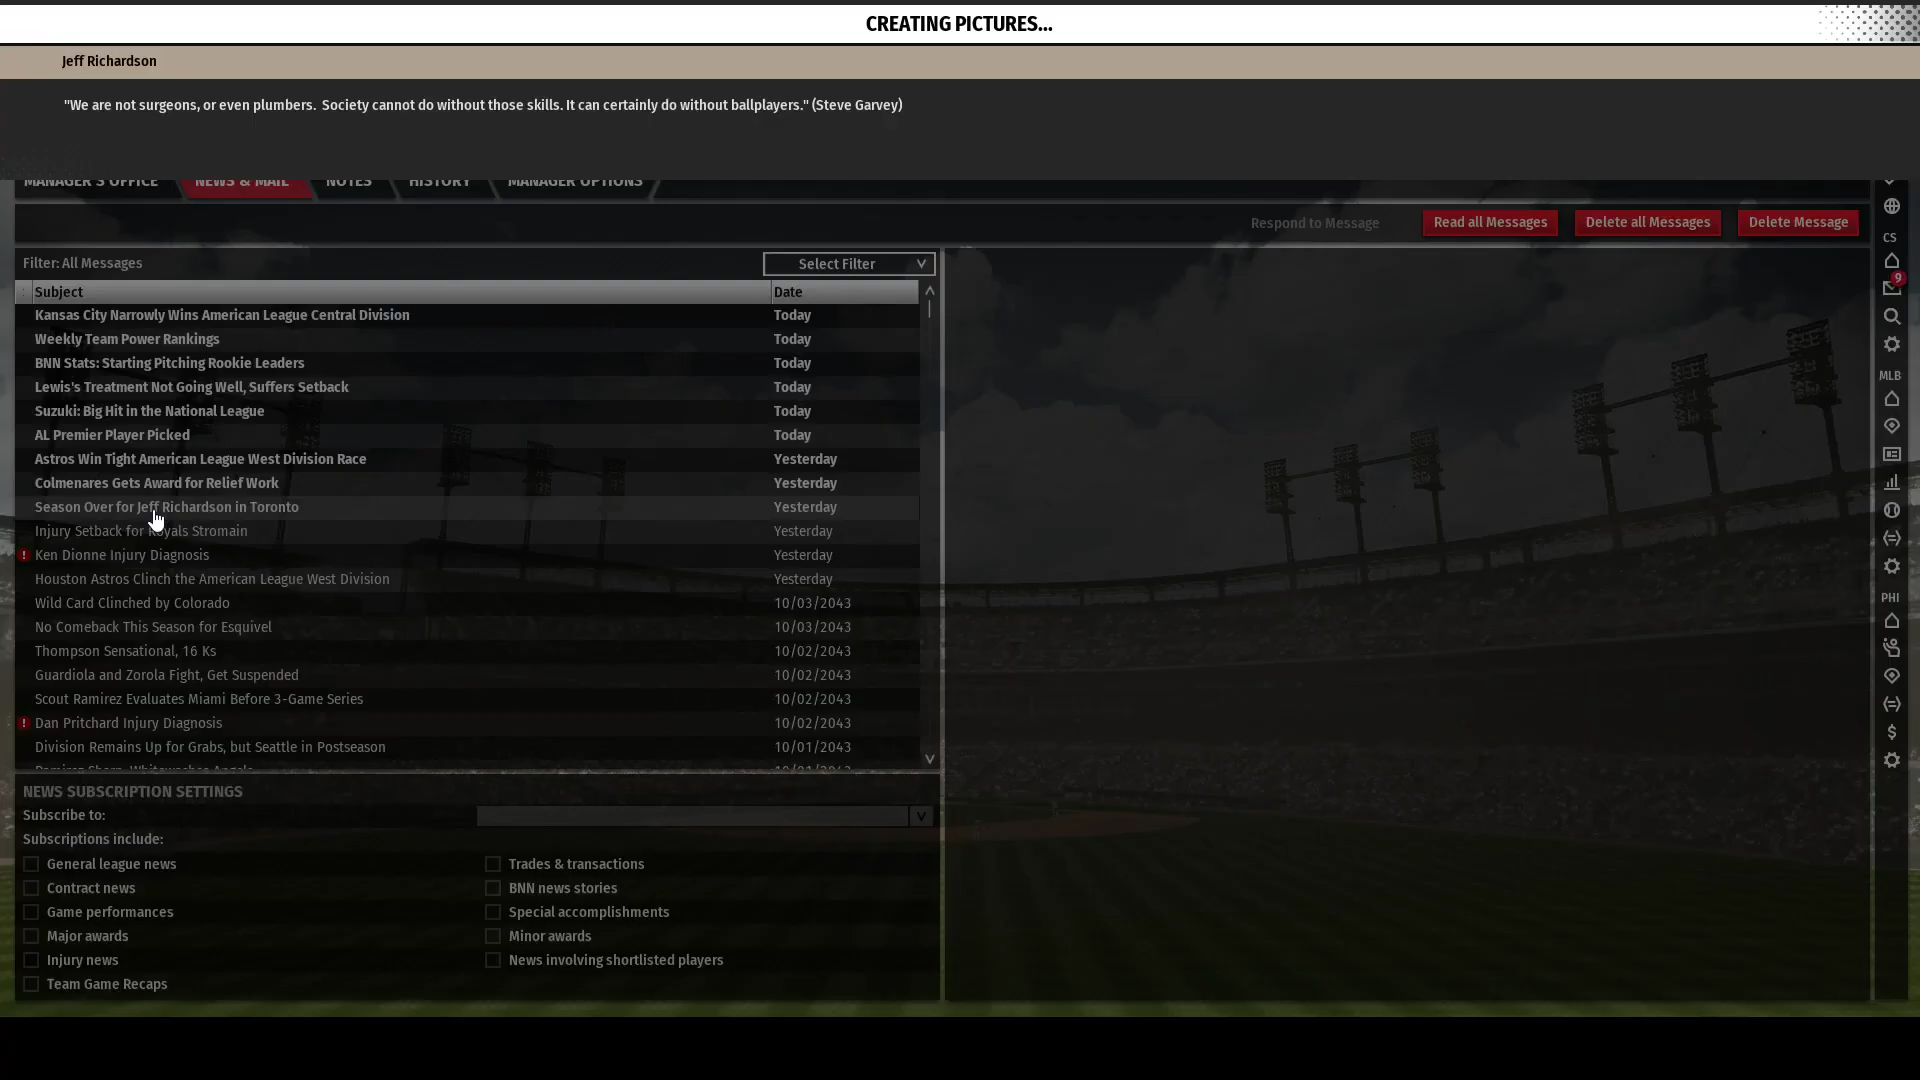 CREATING PICTURES...
Jeff Richardson
"We are not surgeons, or even plumbers.  Society cannot do without those skills. It can certainly do without ballplayers." (Steve Garvey)
MANAGER'S OFFICE NEWS & MAIL NOTES HISTORY MANAGER OPTIONS
Respond to Message Read all Messages Delete all Messages Delete Message
Filter: All Messages Select Filter
Subject Date
Kansas City Narrowly Wins American League Central Division Today
Weekly Team Power Rankings Today
BNN Stats: Starting Pitching Rookie Leaders Today
Lewis's Treatment Not Going Well, Suffers Setback Today
Suzuki: Big Hit in the National League Today
AL Premier Player Picked Today
Astros Win Tight American League West Division Race Yesterday
Colmenares Gets Award for Relief Work Yesterday
Season Over for Jeff Richardson in Toronto Yesterday
Injury Setback for Royals Stromain Yesterday
! Ken Dionne Injury Diagnosis Yesterday
Houston Astros Clinch the American League West Division Yesterday
Wild Card Clinched by Colorado 10/03/2043
No Comeback This Season for Esquivel 10/03/2043
Thompson Sensational, 16 Ks 10/02/2043
Guardiola and Zorola Fight, Get Suspended 10/02/2043
Scout Ramirez Evaluates Miami Before 3-Game Series 10/02/2043
! Dan Pritchard Injury Diagnosis 10/02/2043
Division Remains Up for Grabs, but Seattle in Postseason 10/01/2043
Ramirez Sharp, Whitewashes Angels 10/01/2043
NEWS SUBSCRIPTION SETTINGS
Subscribe to:
Subscriptions include:
General league news Trades & transactions
Contract news BNN news stories
Game performances Special accomplishments
Major awards Minor awards
Injury news News involving shortlisted players
Team Game Recaps
CS
9
MLB
PHI
$